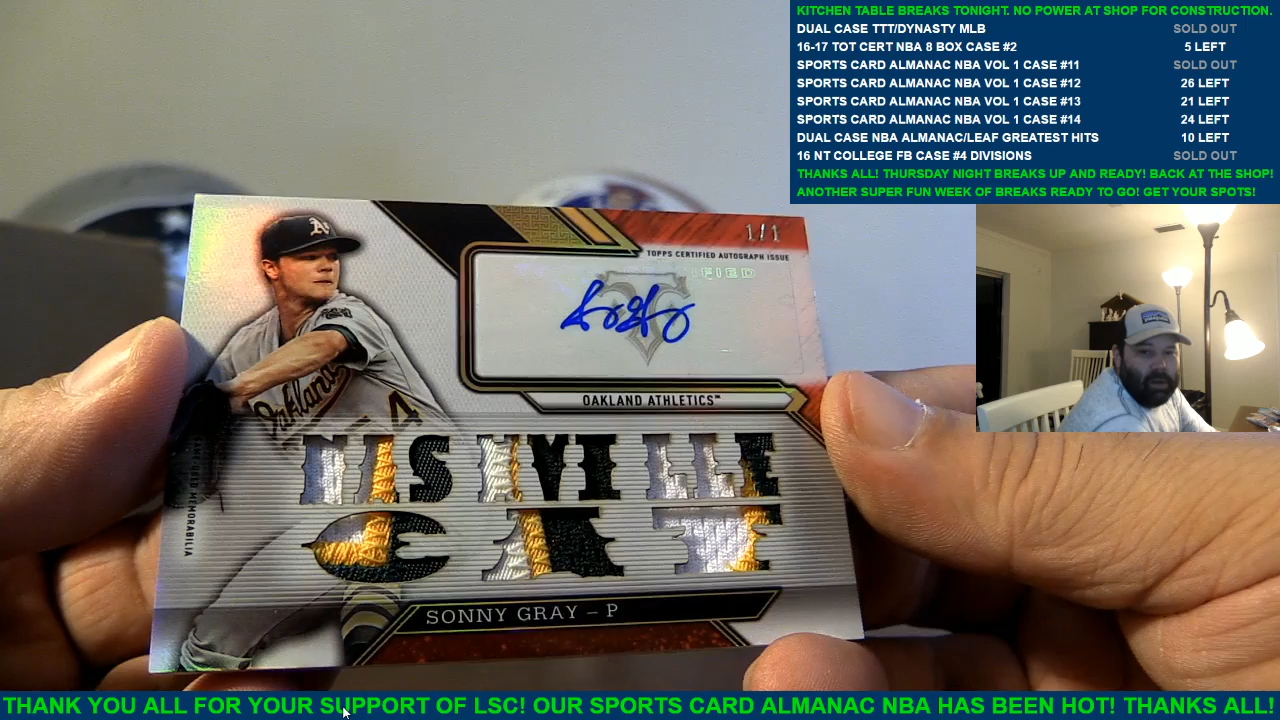 KITCHEN TABLE BREAKS TONIGHT. NO POWER AT SHOP FOR CONSTRUCTION.
DUAL CASE TTT/DYNASTY MLB SOLD OUT
16-17 TOT CERT NBA 8 BOX CASE #2 5 LEFT
SPORTS CARD ALMANAC NBA VOL 1 CASE #11 SOLD OUT
SPORTS CARD ALMANAC NBA VOL 1 CASE #12 26 LEFT
SPORTS CARD ALMANAC NBA VOL 1 CASE #13 21 LEFT
SPORTS CARD ALMANAC NBA VOL 1 CASE #14 24 LEFT
DUAL CASE NBA ALMANAC/LEAF GREATEST HITS 10 LEFT
16 NT COLLEGE FB CASE #4 DIVISIONS SOLD OUT
THANKS ALL! THURSDAY NIGHT BREAKS UP AND READY! BACK AT THE SHOP!
ANOTHER SUPER FUN WEEK OF BREAKS READY TO GO! GET YOUR SPOTS!
1/1
TOPPS CERTIFIED AUTOGRAPH ISSUE
OAKLAND ATHLETICS™
Oakland
NASHVILLE
CAT
SONNY GRAY – P
THANK YOU ALL FOR YOUR SUPPORT OF LSC! OUR SPORTS CARD ALMANAC NBA HAS BEEN HOT! THANKS ALL!